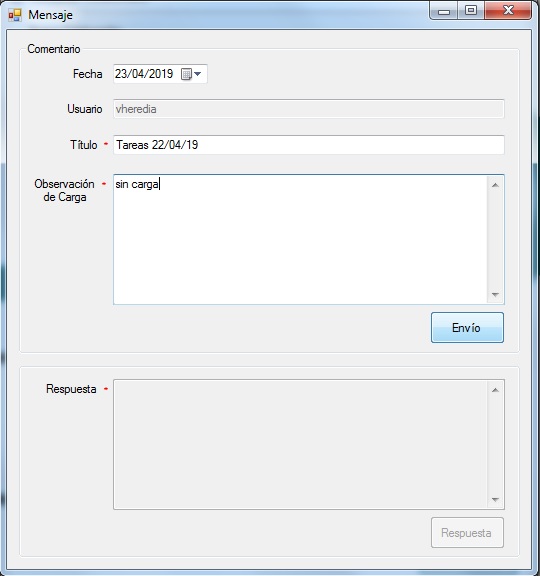 Mensaje
Comentario
Fecha 23/04/2019
Usuario vheredia
Título * Tareas 22/04/19
Observación * sin carga
de Carga
Envío
Respuesta *
Respuesta